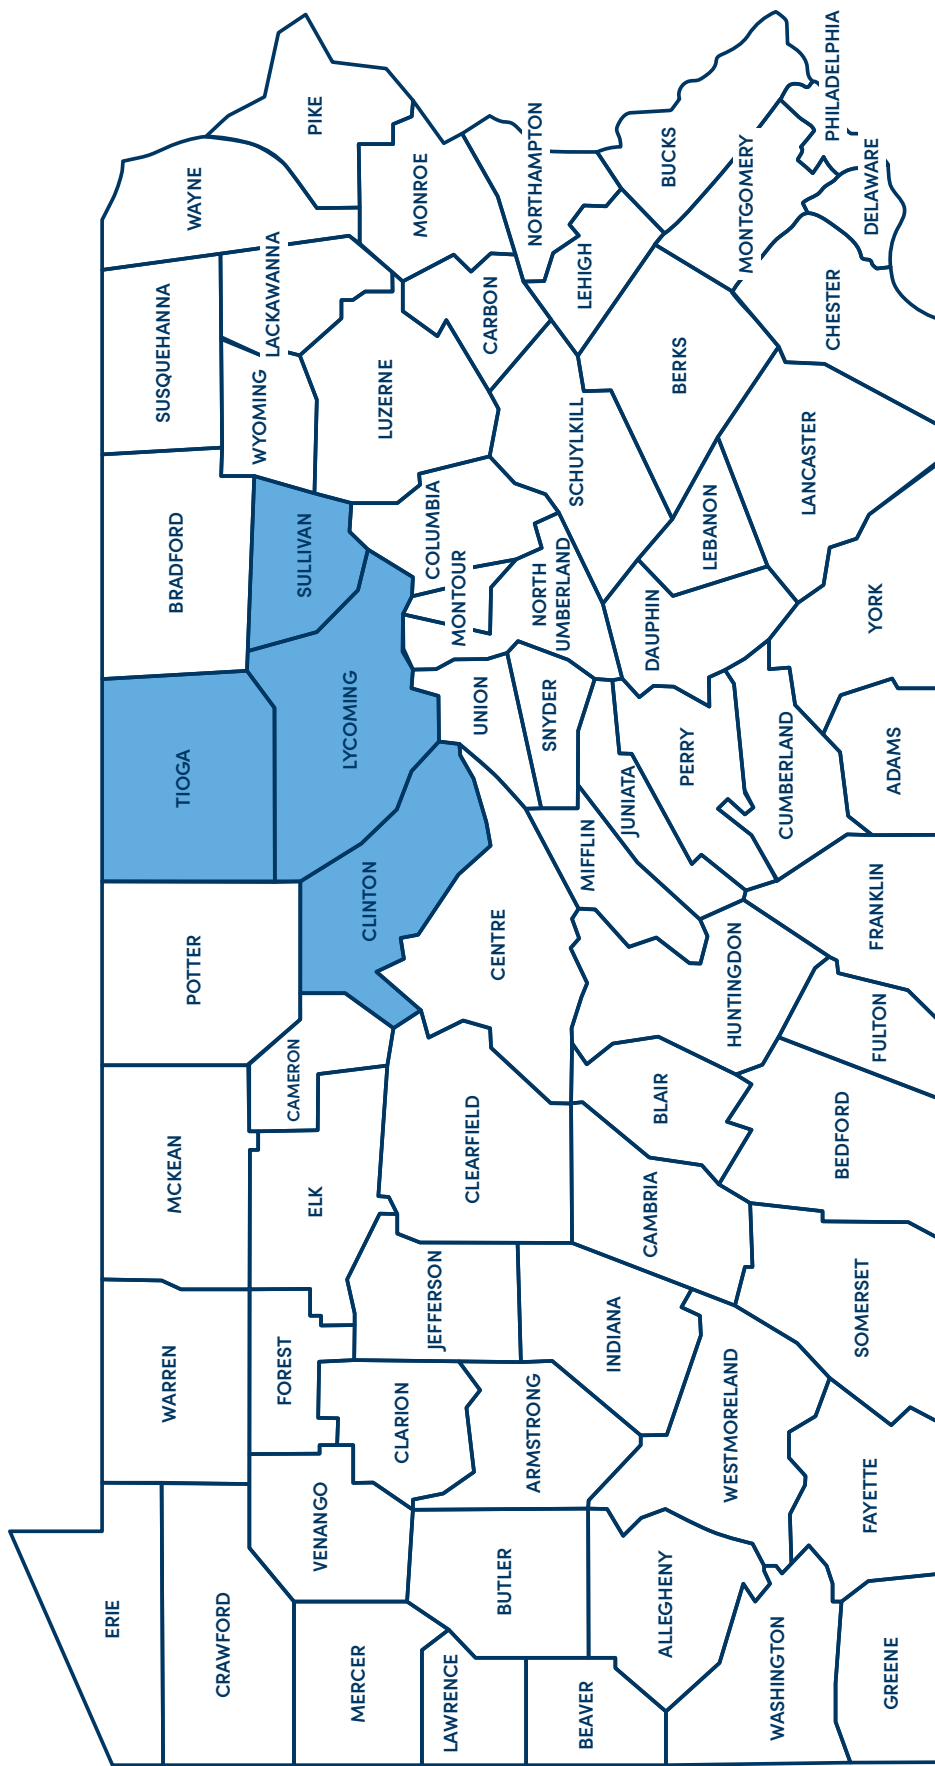 ERIE
CRAWFORD
WARREN
MCKEAN
POTTER
TIOGA
BRADFORD
SUSQUEHANNA
WAYNE
PIKE
MERCER
VENANGO
FOREST
ELK
CAMERON
CLINTON
LYCOMING
SULLIVAN
WYOMING
LACKAWANNA
LAWRENCE
BUTLER
CLARION
JEFFERSON
CLEARFIELD
CENTRE
UNION
MONTOUR
COLUMBIA
LUZERNE
MONROE
CARBON
BEAVER
ARMSTRONG
INDIANA
SNYDER
NORTH
UMBERLAND
SCHUYLKILL
LEHIGH
NORTHAMPTON
ALLEGHENY
WESTMORELAND
CAMBRIA
BLAIR
HUNTINGDON
MIFFLIN
JUNIATA
PERRY
DAUPHIN
LEBANON
BERKS
BUCKS
MONTGOMERY
WASHINGTON
GREENE
FAYETTE
SOMERSET
BEDFORD
FULTON
FRANKLIN
CUMBERLAND
ADAMS
YORK
LANCASTER
CHESTER
DELAWARE
PHILADELPHIA